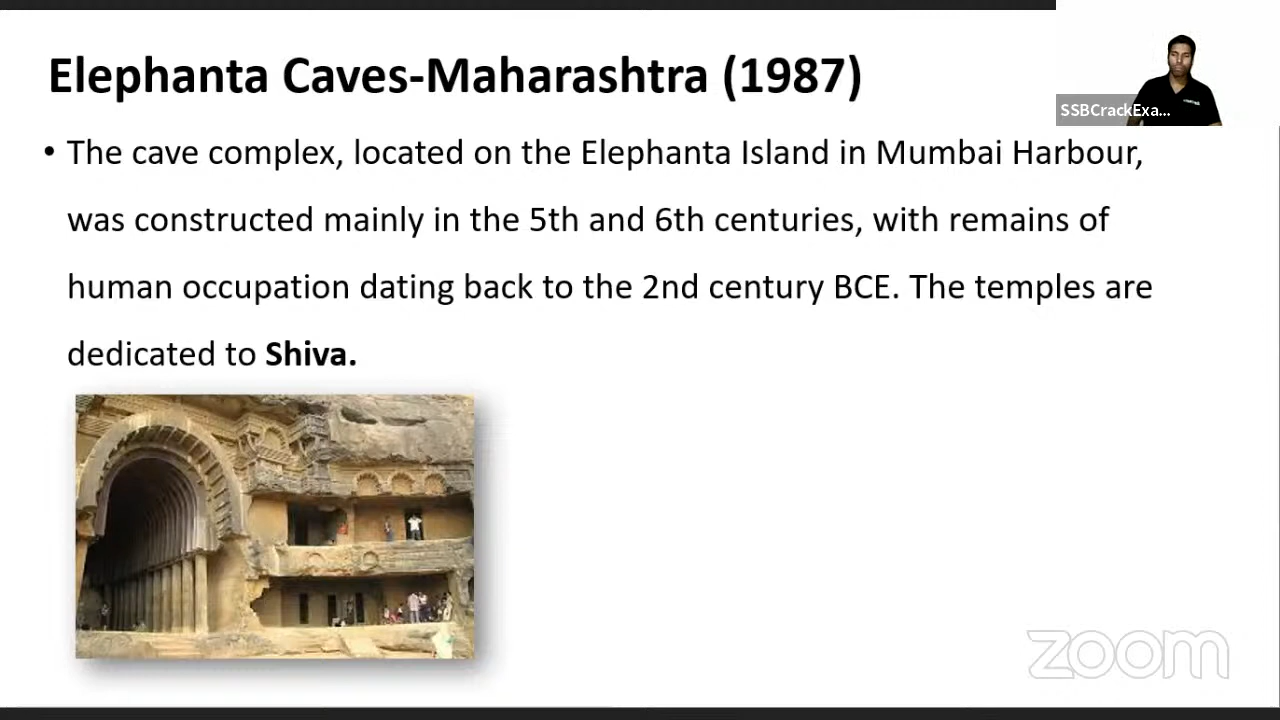 Elephanta Caves-Maharashtra (1987)
SSBCrackExa...
• The cave complex, located on the Elephanta Island in Mumbai Harbour,
was constructed mainly in the 5th and 6th centuries, with remains of
human occupation dating back to the 2nd century BCE. The temples are
dedicated to Shiva.
zoom